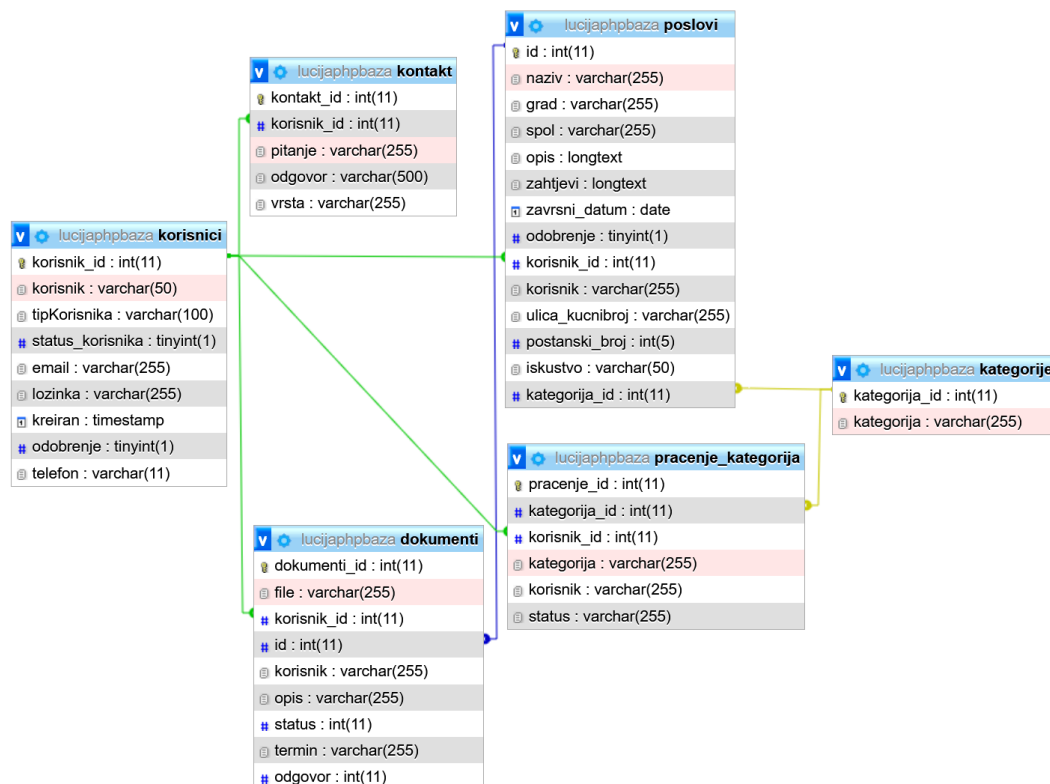 lucijaphpbaza kontakt
kontakt_id : int(11)
korisnik_id : int(11)
pitanje : varchar(255)
odgovor : varchar(500)
vrsta : varchar(255)
lucijaphpbaza poslovi
id : int(11)
naziv : varchar(255)
grad : varchar(255)
spol : varchar(255)
opis : longtext
zahtjevi : longtext
zavrsni_datum : date
odobrenje : tinyint(1)
korisnik_id : int(11)
korisnik : varchar(255)
ulica_kucnibroj : varchar(255)
postanski_broj : int(5)
iskustvo : varchar(50)
kategorija_id : int(11)
lucijaphpbaza korisnici
korisnik_id : int(11)
korisnik : varchar(50)
tipKorisnika : varchar(100)
status_korisnika : tinyint(1)
email : varchar(255)
lozinka : varchar(255)
kreiran : timestamp
odobrenje : tinyint(1)
telefon : varchar(11)
lucijaphpbaza kategorije
kategorija_id : int(11)
kategorija : varchar(255)
lucijaphpbaza pracenje_kategorija
pracenje_id : int(11)
kategorija_id : int(11)
korisnik_id : int(11)
kategorija : varchar(255)
korisnik : varchar(255)
status : varchar(255)
lucijaphpbaza dokumenti
dokumenti_id : int(11)
file : varchar(255)
korisnik_id : int(11)
id : int(11)
korisnik : varchar(255)
opis : varchar(255)
status : int(11)
termin : varchar(255)
odgovor : int(11)